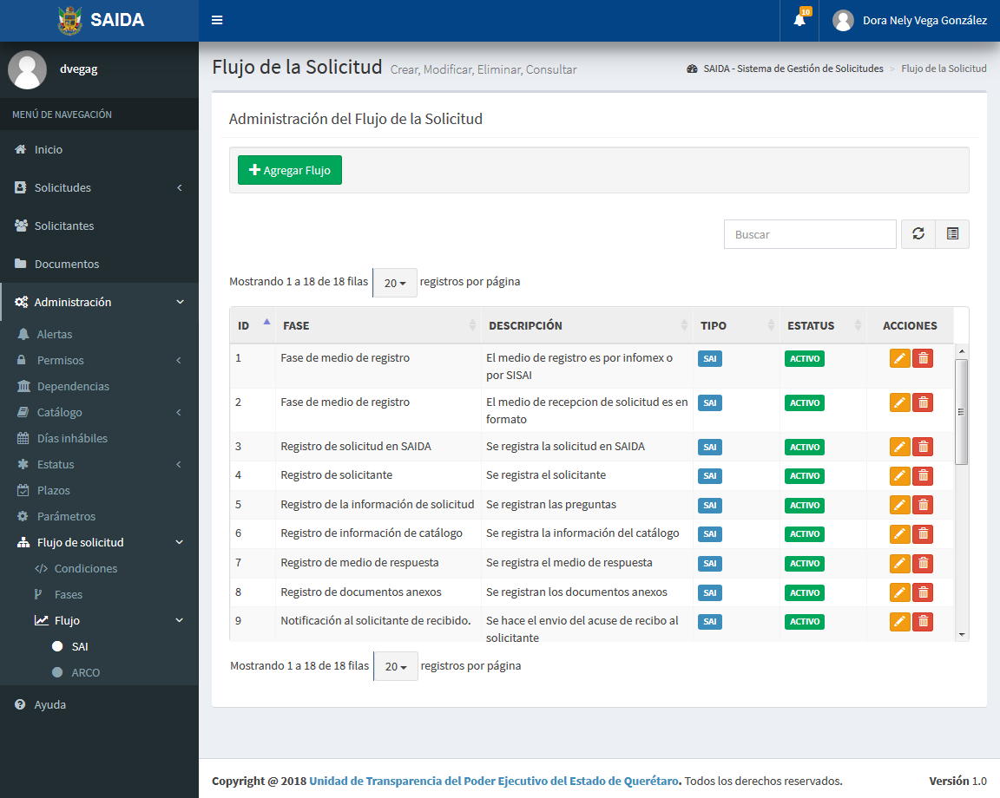 SAIDA
10
Dora Nely Vega González
dvegag
MENÚ DE NAVEGACIÓN
Inicio
Solicitudes
Solicitantes
Documentos
Administración
Alertas
Permisos
Dependencias
Catálogo
Días inhábiles
Estatus
Plazos
Parámetros
Flujo de solicitud
Condiciones
Fases
Flujo
SAI
ARCO
Ayuda
Flujo de la Solicitud Crear, Modificar, Eliminar, Consultar
SAIDA - Sistema de Gestión de Solicitudes > Flujo de la Solicitud
Administración del Flujo de la Solicitud
Agregar Flujo
Buscar
Mostrando 1 a 18 de 18 filas 20 registros por página
ID FASE DESCRIPCIÓN TIPO ESTATUS ACCIONES
1 Fase de medio de registro El medio de registro es por infomex o SAI ACTIVO
por SISAI
2 Fase de medio de registro El medio de recepcion de solicitud es en SAI ACTIVO
formato
3 Registro de solicitud en SAIDA Se registra la solicitud en SAIDA SAI ACTIVO
4 Registro de solicitante Se registra el solicitante SAI ACTIVO
5 Registro de la información de solicitud Se registran las preguntas SAI ACTIVO
6 Registro de información de catálogo Se registra la información del catálogo SAI ACTIVO
7 Registro de medio de respuesta Se registra el medio de respuesta SAI ACTIVO
8 Registro de documentos anexos Se registran los documentos anexos SAI ACTIVO
9 Notificación al solicitante de recibido. Se hace el envio del acuse de recibo al SAI ACTIVO
solicitante
Mostrando 1 a 18 de 18 filas 20 registros por página
Copyright @ 2018 Unidad de Transparencia del Poder Ejecutivo del Estado de Querétaro. Todos los derechos reservados.
Versión 1.0